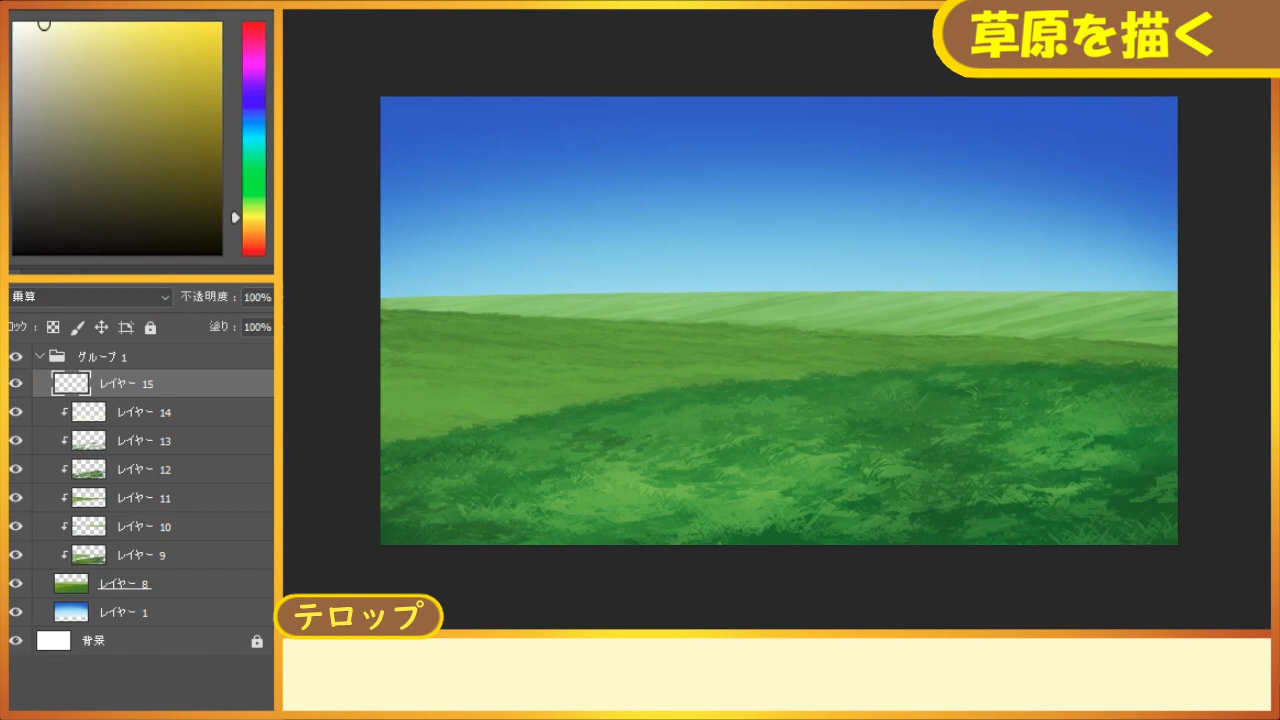 草原を描く
乗算 不透明度： 100%
ロック： 塗り： 100%
グループ 1
レイヤー 15
レイヤー 14
レイヤー 13
レイヤー 12
レイヤー 11
レイヤー 10
レイヤー 9
レイヤー 8
レイヤー 1
背景
テロップ